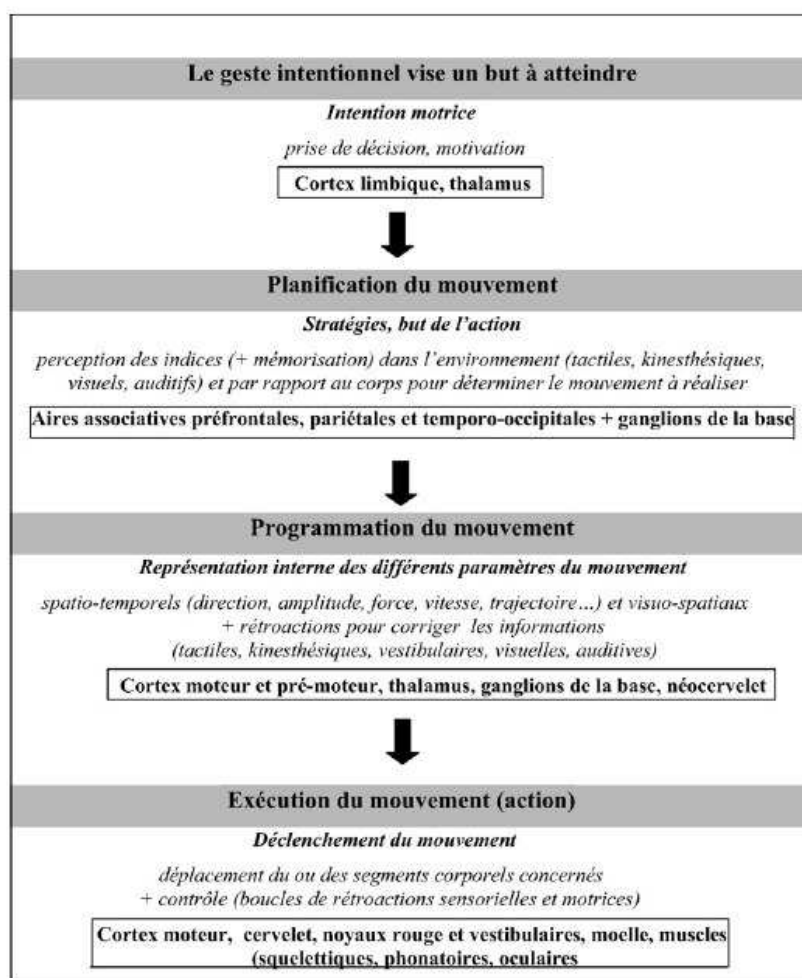 Le geste intentionnel vise un but à atteindre
Intention motrice
prise de décision, motivation
Cortex limbique, thalamus
Planification du mouvement
Stratégies, but de l'action
perception des indices (+ mémorisation) dans l'environnement (tactiles, kinesthésiques,
visuels, auditifs) et par rapport au corps pour déterminer le mouvement à réaliser
Aires associatives préfrontales, pariétales et temporo-occipitales + ganglions de la base
Programmation du mouvement
Représentation interne des différents paramètres du mouvement
spatio-temporels (direction, amplitude, force, vitesse, trajectoire…) et visuo-spatiaux
+ rétroactions pour corriger les informations
(tactiles, kinesthésiques, vestibulaires, visuelles, auditives)
Cortex moteur et pré-moteur, thalamus, ganglions de la base, néocervelet
Exécution du mouvement (action)
Déclenchement du mouvement
déplacement du ou des segments corporels concernés
+ contrôle (boucles de rétroactions sensorielles et motrices)
Cortex moteur, cervelet, noyaux rouge et vestibulaires, moelle, muscles
(squelettiques, phonatoires, oculaires